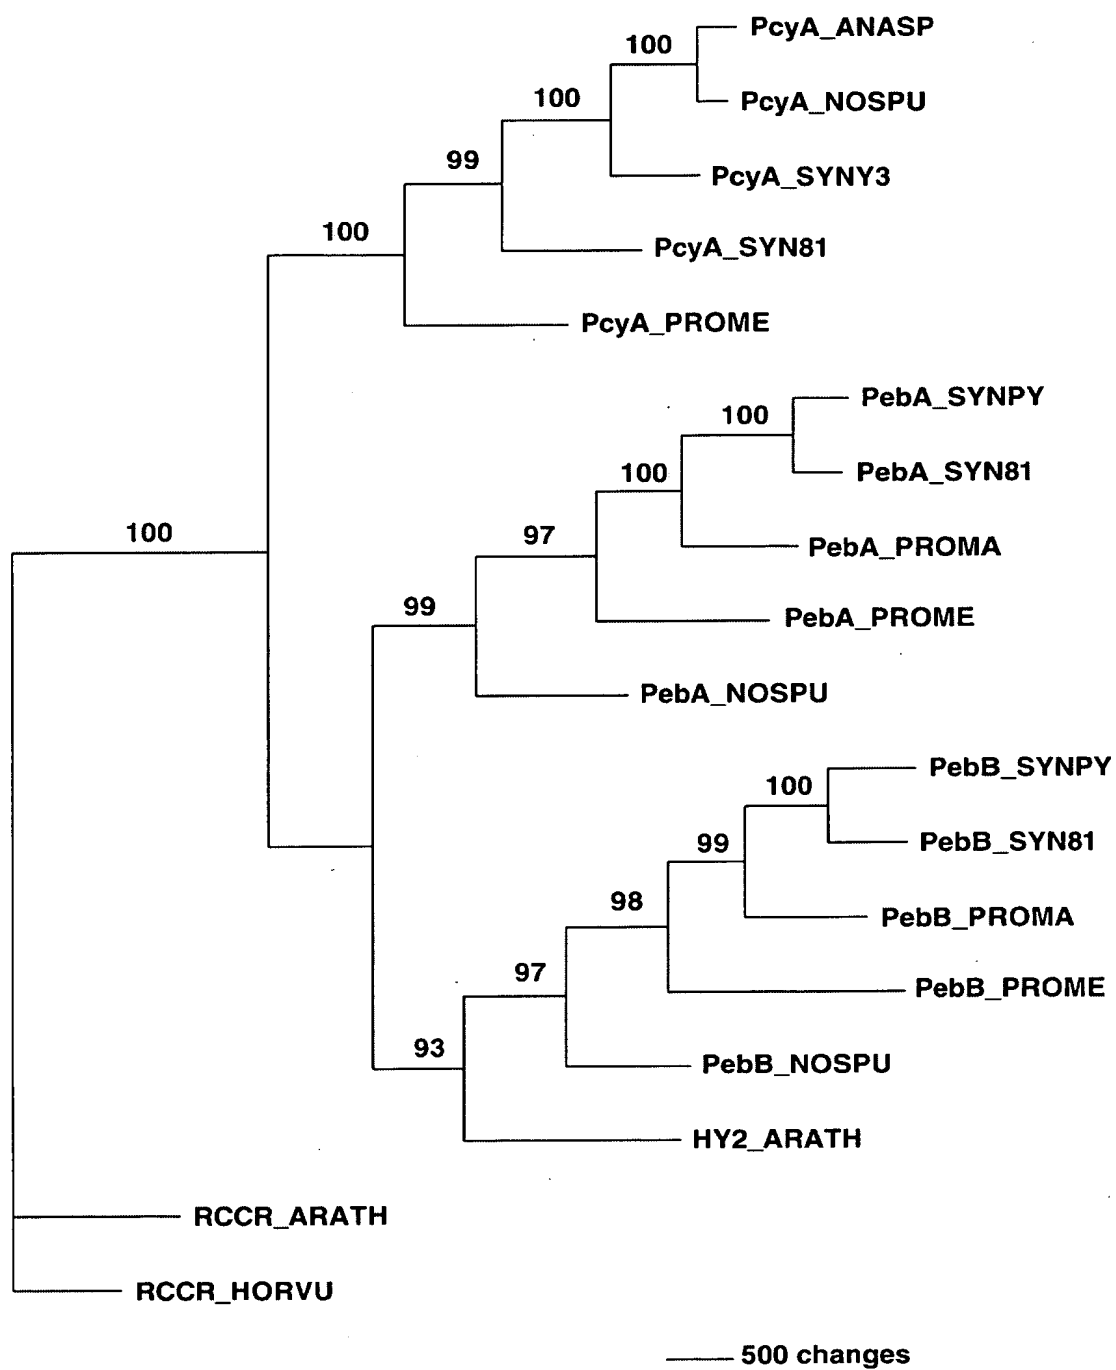 PcyA_ANASP
100
PcyA_NOSPU
100
99
PcyA_SYNY3
100
PcyA_SYN81
PcyA_PROME
PebA_SYNPY
100
100
PebA_SYN81
97
PebA_PROMA
100
99
PebA_PROME
PebA_NOSPU
PebB_SYNPY
100
99
PebB_SYN81
98
PebB_PROMA
97
PebB_PROME
93
PebB_NOSPU
HY2_ARATH
RCCR_ARATH
RCCR_HORVU
500 changes